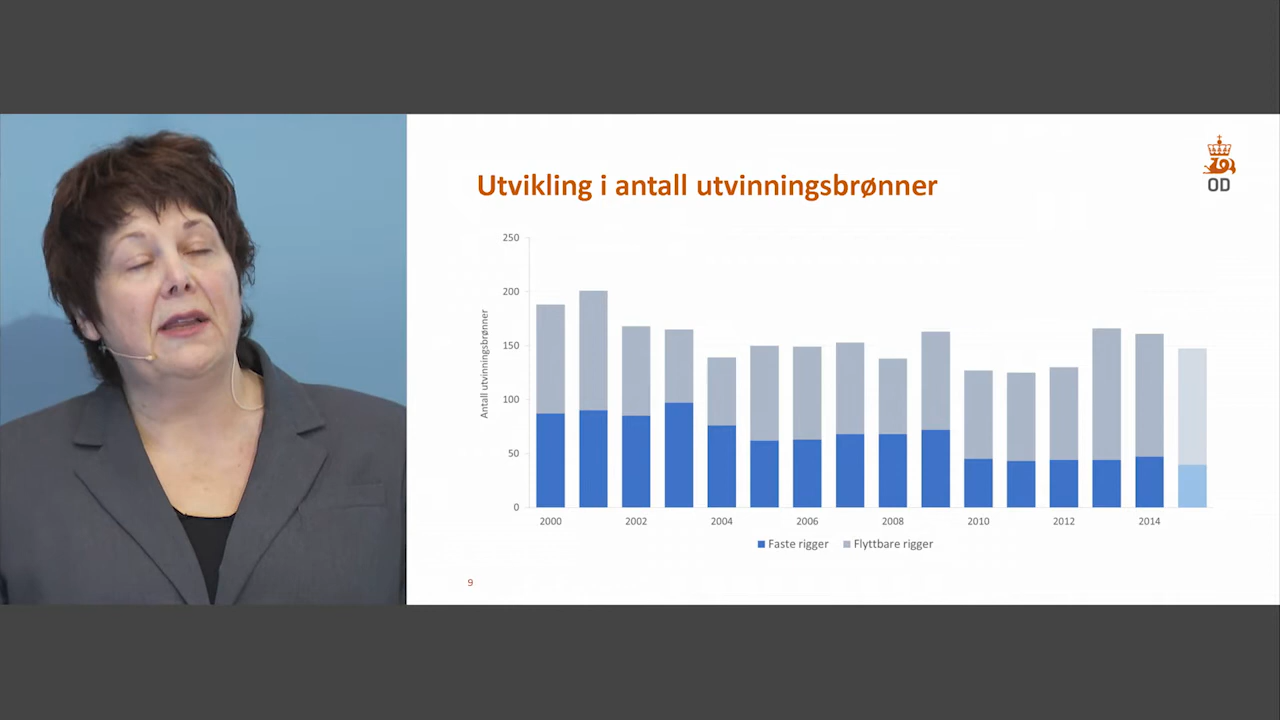 OD
Utvikling i antall utvinningsbrønner
250
200
150
100
50
0
Antall utvinningsbrønner
2000 2002 2004 2006 2008 2010 2012 2014
Faste rigger Flyttbare rigger
9